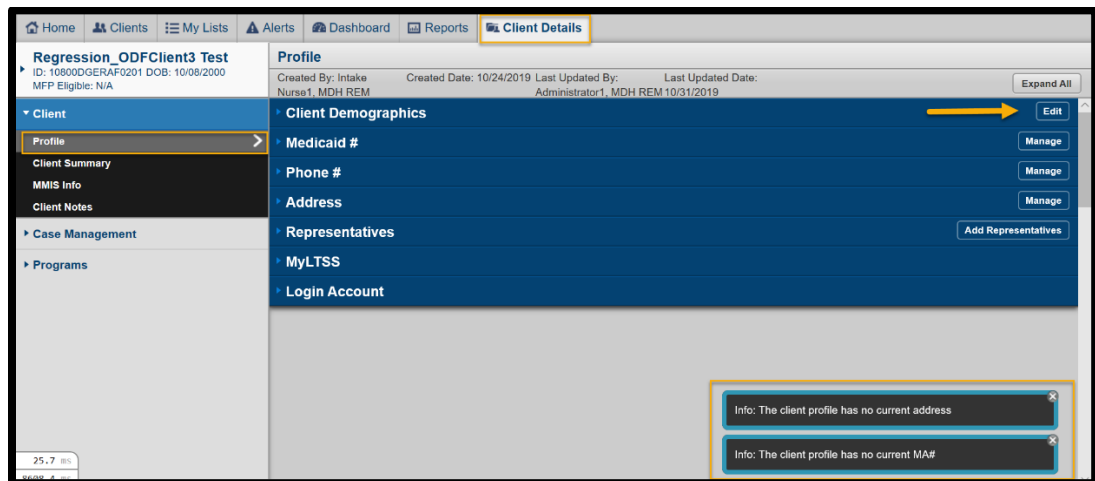 Home Clients My Lists Alerts Dashboard Reports Client Details
Regression_ODFClient3 Test
ID: 10800DGERAF0201 DOB: 10/08/2000
MFP Eligible: N/A
Client
Profile
Client Summary
MMIS Info
Client Notes
Case Management
Programs
25.7 ms
8608.4 ms
Profile
Created By: Intake Created Date: 10/24/2019 Last Updated By: Last Updated Date:
Nurse1, MDH REM Administrator1, MDH REM 10/31/2019
Expand All
Client Demographics Edit
Medicaid # Manage
Phone # Manage
Address Manage
Representatives Add Representatives
MyLTSS
Login Account
Info: The client profile has no current address
Info: The client profile has no current MA#